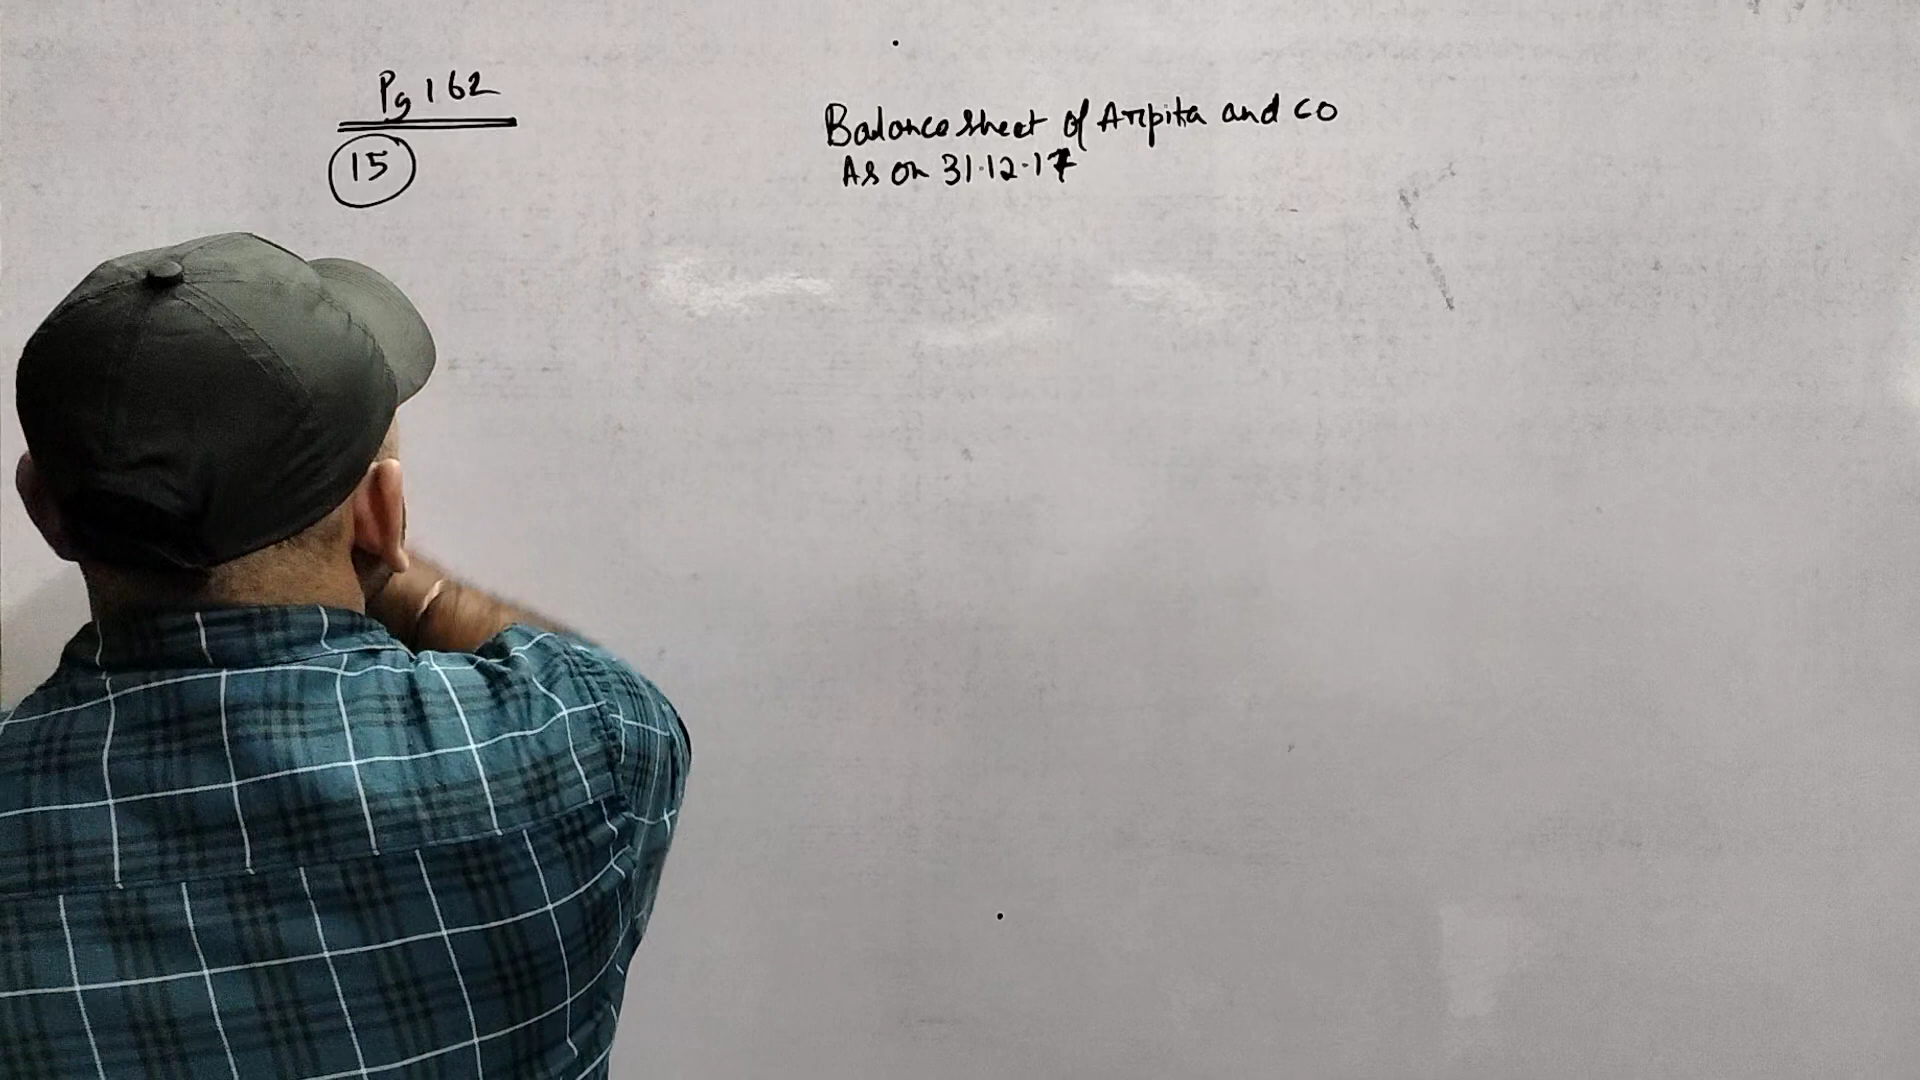 Pg 162
15
Balance sheet of Arpita and co
As on 31.12.17